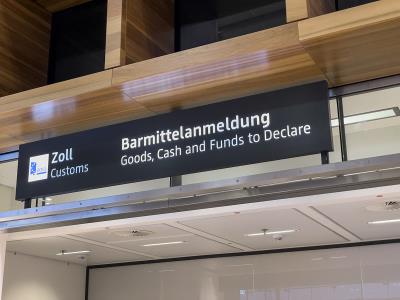 Zoll
Customs
Barmittelanmeldung
Goods, Cash and Funds to Declare